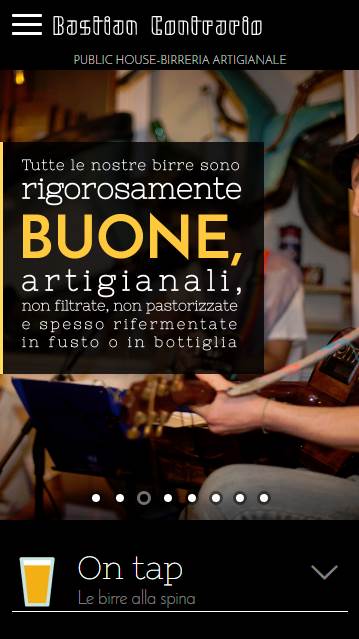 Bastian Contrario
PUBLIC HOUSE-BIRRERIA ARTIGIANALE
Tutte le nostre birre sono
rigorosamente
BUONE,
artigianali,
non filtrate, non pastorizzate
e spesso rifermentate
in fusto o in bottiglia
On tap
Le birre alla spina